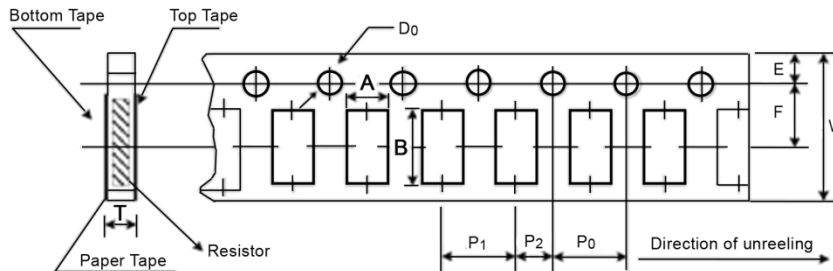 Bottom Tape
Top Tape
D0
E
A
F
W
B
T
P1
P2
P0
Direction of unreeling
Resistor
Paper Tape